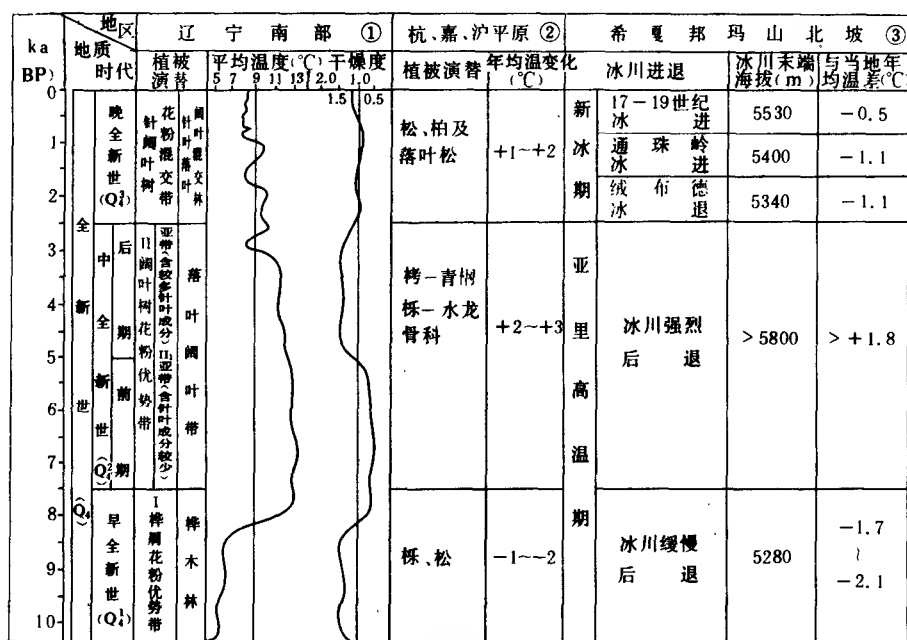 地区
地质
时代
ka
BP)
辽宁南部 ①
杭、嘉、沪平原 ②
希夏邦玛山北坡 ③
植被
演替
平均温度(℃)
干燥度
植被演替
年均温变化
(℃)
冰川进退
冰川末端
海拔(m)
与当地年
均温差(℃)
5 7 9 11 13
2.0 1.0
1.5 0.5
0
1
2
3
4
5
6
7
8
9
10
全新世(Q₄)
晚全新世(Q₄³)
针阔叶树
花粉混交带
针叶落叶
阔叶混交林
松、柏及
落叶松
+1~+2
新冰期
17－19世纪
冰进
5530
−0.5
通珠岭
冰进
5400
−1.1
绒布德
冰退
5340
−1.1
中全新世(Q₄²)
后期
前期
II阔叶树花粉优势带
亚带(含较多针叶成分)
II₁亚带(含针叶成分较少)
落叶阔叶带
栲－青㭎
栎－水龙
骨科
+2~+3
亚里高温期
冰川强烈
后退
>5800
>+1.8
早全新世(Q₄¹)
I
桦属花粉优势带
桦木林
栎、松
−1~−2
冰川缓慢
后退
5280
−1.7
~
−2.1